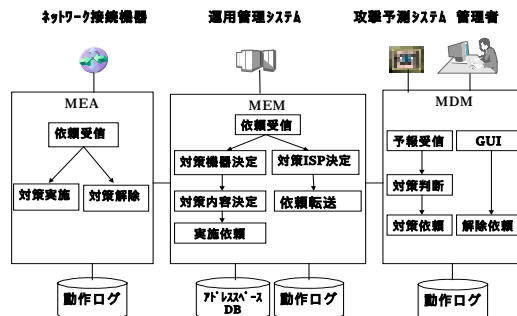 ネットワーク接続機器
運用管理システム
攻撃予測システム 管理者
MEA
依頼受信
対策実施
対策解除
動作ログ
MEM
依頼受信
対策機器決定
対策ISP決定
対策内容決定
依頼転送
実施依頼
アドレススペース
DB
動作ログ
MDM
予報受信
GUI
対策判断
対策依頼
解除依頼
動作ログ